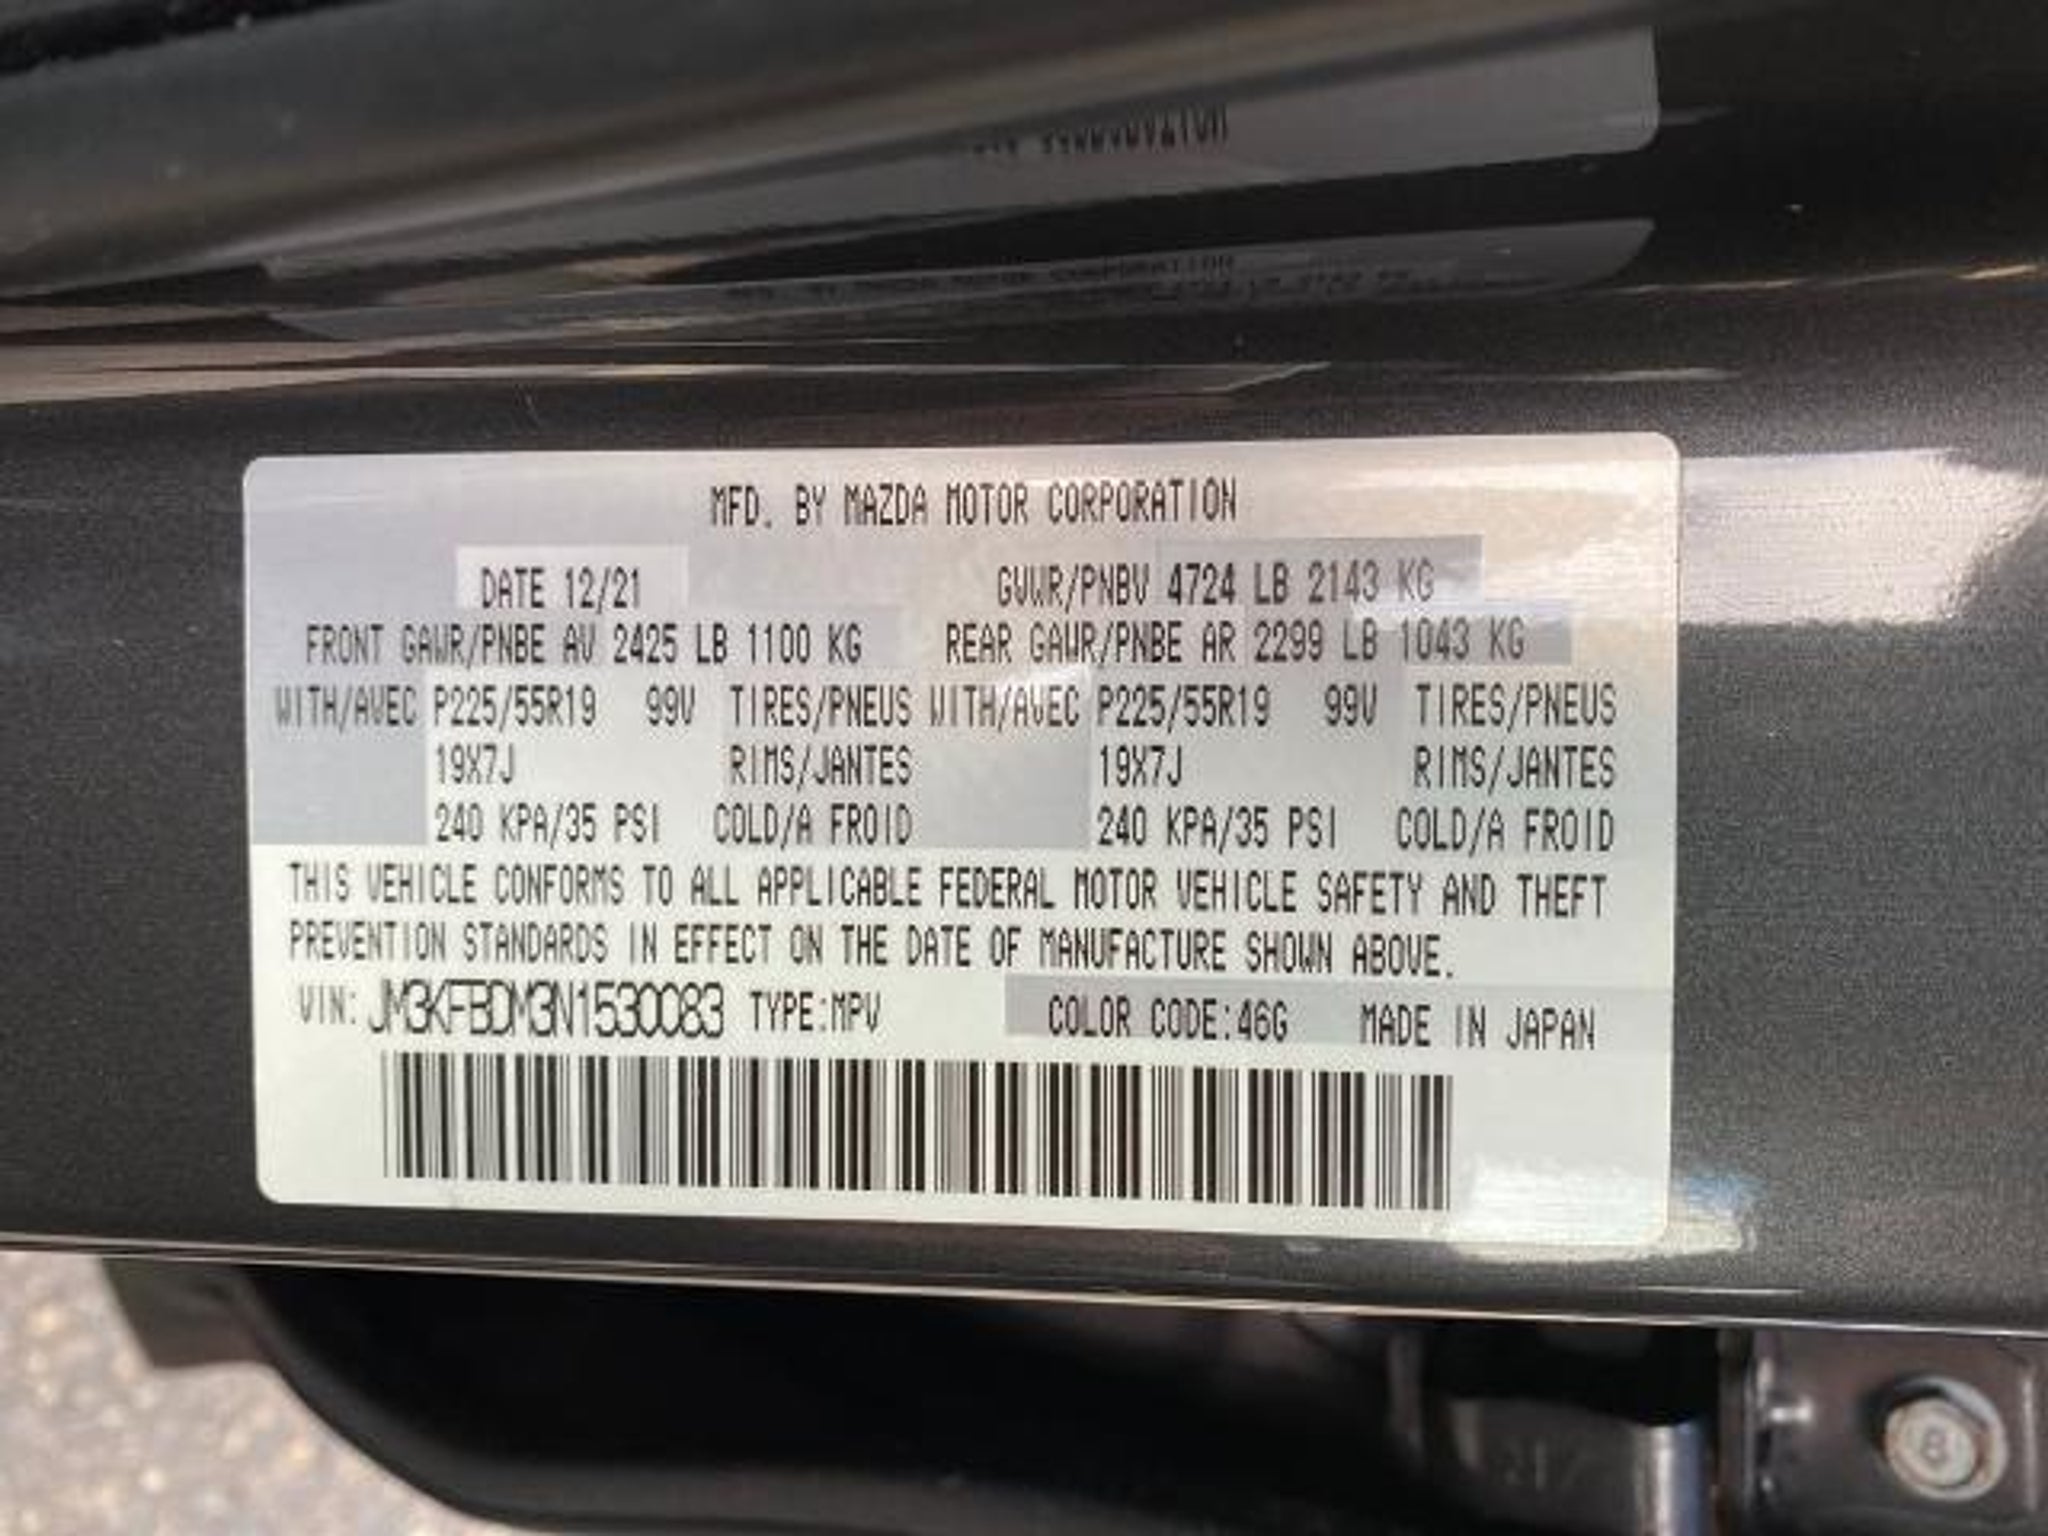 MFD. BY MAZDA MOTOR CORPORATION
DATE 12/21 GVWR/PNBV 4724 LB 2143 KG
FRONT GAWR/PNBE AV 2425 LB 1100 KG REAR GAWR/PNBE AR 2299 LB 1043 KG
WITH/AVEC P225/55R19 99V TIRES/PNEUS WITH/AVEC P225/55R19 99V TIRES/PNEUS
19X7J RIMS/JANTES 19X7J RIMS/JANTES
240 KPA/35 PSI COLD/A FROID 240 KPA/35 PSI COLD/A FROID
THIS VEHICLE CONFORMS TO ALL APPLICABLE FEDERAL MOTOR VEHICLE SAFETY AND THEFT
PREVENTION STANDARDS IN EFFECT ON THE DATE OF MANUFACTURE SHOWN ABOVE.
VIN: JM3KFBDM3N1530083 TYPE:MPV COLOR CODE:46G MADE IN JAPAN
8